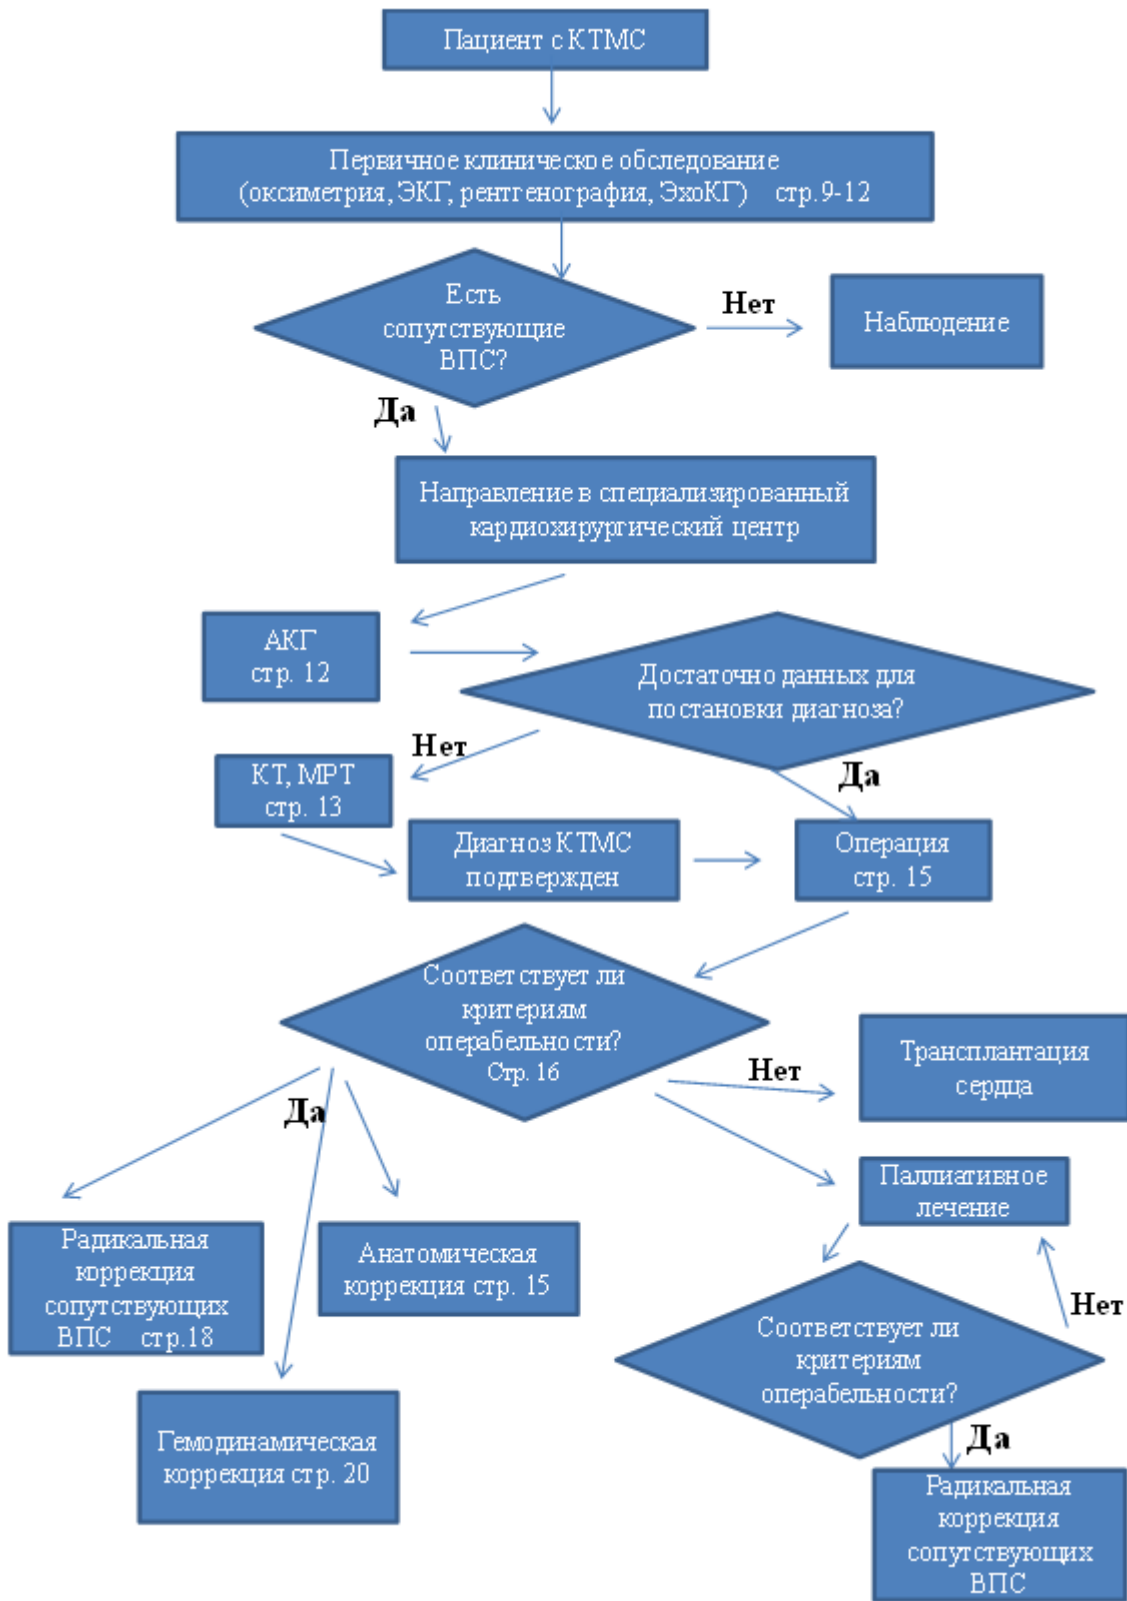 Пациент с КТМС
Первичное клиническое обследование
(оксиметрия, ЭКГ, рентгенография, ЭхоКГ) стр.9-12
Есть
сопутствующие
ВПС?
Нет
Наблюдение
Да
Направление в специализированный
кардиохирургический центр
АКГ
стр. 12
Достаточно данных для
постановки диагноза?
Нет
Да
КТ, МРТ
стр. 13
Диагноз КТМС
подтвержден
Операция
стр. 15
Соответствует ли
критериям
операбельности?
Стр. 16
Нет
Трансплантация
сердца
Да
Паллиативное
лечение
Радикальная
коррекция
сопутствующих
ВПС стр.18
Анатомическая
коррекция стр. 15
Нет
Соответствует ли
критериям
операбельности?
Гемодинамическая
коррекция стр. 20
Да
Радикальная
коррекция
сопутствующих
ВПС